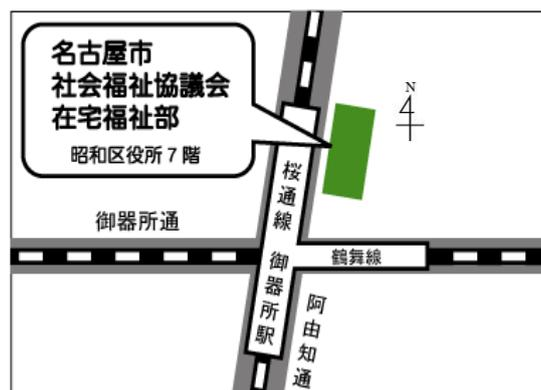 名古屋市
社会福祉協議会
在宅福祉部
昭和区役所7階
N
御器所通
桜通線 御器所駅
鶴舞線
阿由知通